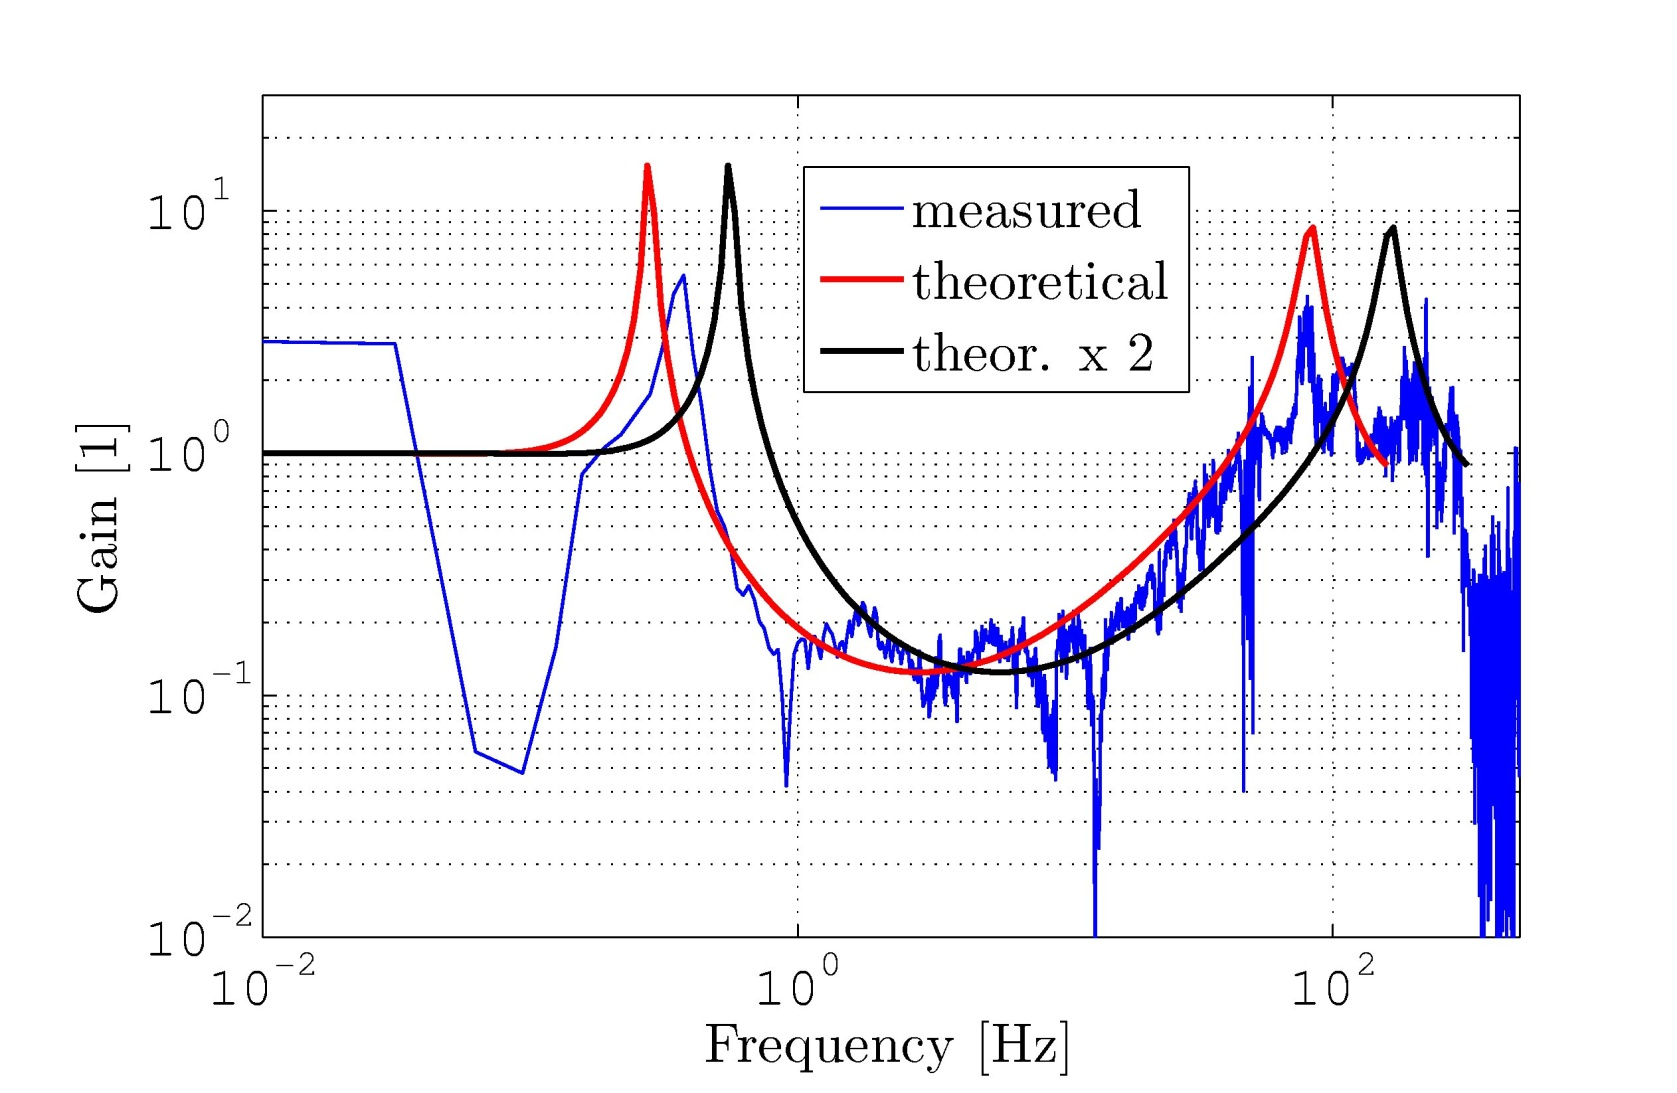 measured
theoretical
theor. x 2
Gain [1]
10^1
10^0
10^-1
10^-2
10^-2 10^0 10^2
Frequency [Hz]